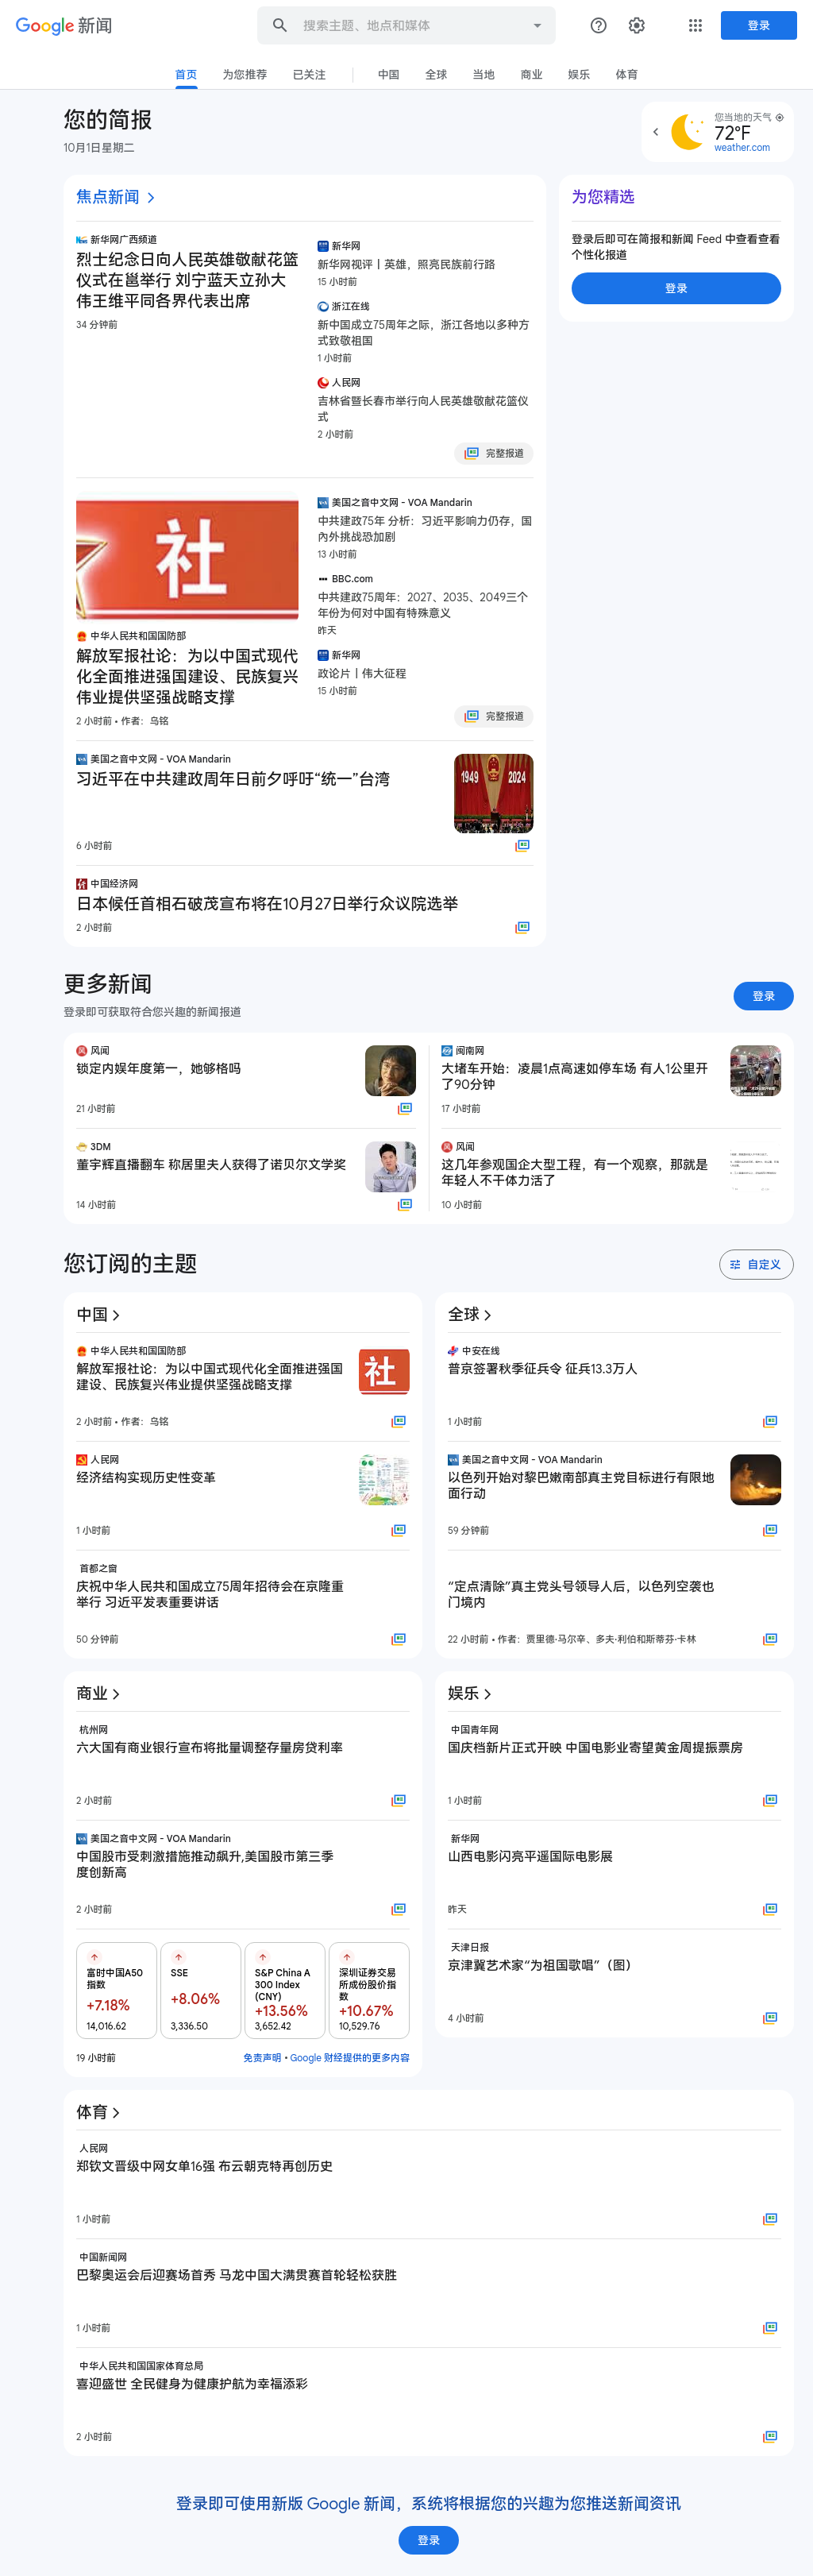 Google 新闻
搜索主题、地点和媒体
登录
首页
为您推荐
已关注
中国
全球
当地
商业
娱乐
体育
您的简报
10月1日星期二
您当地的天气
72°F
weather.com
焦点新闻
新华网广西频道
烈士纪念日向人民英雄敬献花篮
仪式在邕举行 刘宁蓝天立孙大
伟王维平同各界代表出席
34 分钟前
新华网
新华网视评丨英雄，照亮民族前行路
15 小时前
浙江在线
新中国成立75周年之际，浙江各地以多种方
式致敬祖国
1 小时前
人民网
吉林省暨长春市举行向人民英雄敬献花篮仪
式
2 小时前
完整报道
为您精选
登录后即可在简报和新闻 Feed 中查看查看
个性化报道
登录
社
中华人民共和国国防部
解放军报社论：为以中国式现代
化全面推进强国建设、民族复兴
伟业提供坚强战略支撑
2 小时前 • 作者：乌铭
美国之音中文网 - VOA Mandarin
中共建政75年 分析：习近平影响力仍存，国
内外挑战恐加剧
13 小时前
BBC.com
中共建政75周年：2027、2035、2049三个
年份为何对中国有特殊意义
昨天
新华网
政论片丨伟大征程
15 小时前
完整报道
美国之音中文网 - VOA Mandarin
习近平在中共建政周年日前夕呼吁“统一”台湾
6 小时前
1949 2024
中国经济网
日本候任首相石破茂宣布将在10月27日举行众议院选举
2 小时前
更多新闻
登录即可获取符合您兴趣的新闻报道
登录
风闻
锁定内娱年度第一，她够格吗
21 小时前
闽南网
大堵车开始：凌晨1点高速如停车场 有人1公里开
了90分钟
17 小时前
3DM
董宇辉直播翻车 称居里夫人获得了诺贝尔文学奖
14 小时前
风闻
这几年参观国企大型工程，有一个观察，那就是
年轻人不干体力活了
10 小时前
您订阅的主题
自定义
中国
中华人民共和国国防部
解放军报社论：为以中国式现代化全面推进强国
建设、民族复兴伟业提供坚强战略支撑
2 小时前 • 作者：乌铭
社
人民网
经济结构实现历史性变革
1 小时前
首都之窗
庆祝中华人民共和国成立75周年招待会在京隆重
举行 习近平发表重要讲话
50 分钟前
全球
中安在线
普京签署秋季征兵令 征兵13.3万人
1 小时前
美国之音中文网 - VOA Mandarin
以色列开始对黎巴嫩南部真主党目标进行有限地
面行动
59 分钟前
“定点清除”真主党头号领导人后，以色列空袭也
门境内
22 小时前 • 作者：贾里德·马尔辛、多夫·利伯和斯蒂芬·卡林
商业
杭州网
六大国有商业银行宣布将批量调整存量房贷利率
2 小时前
美国之音中文网 - VOA Mandarin
中国股市受刺激措施推动飙升,美国股市第三季
度创新高
2 小时前
富时中国A50
指数
+7.18%
14,016.62
SSE
+8.06%
3,336.50
S&P China A
300 Index
(CNY)
+13.56%
3,652.42
深圳证券交易
所成份股价指
数
+10.67%
10,529.76
19 小时前
免责声明 • Google 财经提供的更多内容
娱乐
中国青年网
国庆档新片正式开映 中国电影业寄望黄金周提振票房
1 小时前
新华网
山西电影闪亮平遥国际电影展
昨天
天津日报
京津冀艺术家“为祖国歌唱”（图）
4 小时前
体育
人民网
郑钦文晋级中网女单16强 布云朝克特再创历史
1 小时前
中国新闻网
巴黎奥运会后迎赛场首秀 马龙中国大满贯赛首轮轻松获胜
1 小时前
中华人民共和国国家体育总局
喜迎盛世 全民健身为健康护航为幸福添彩
2 小时前
登录即可使用新版 Google 新闻，系统将根据您的兴趣为您推送新闻资讯
登录